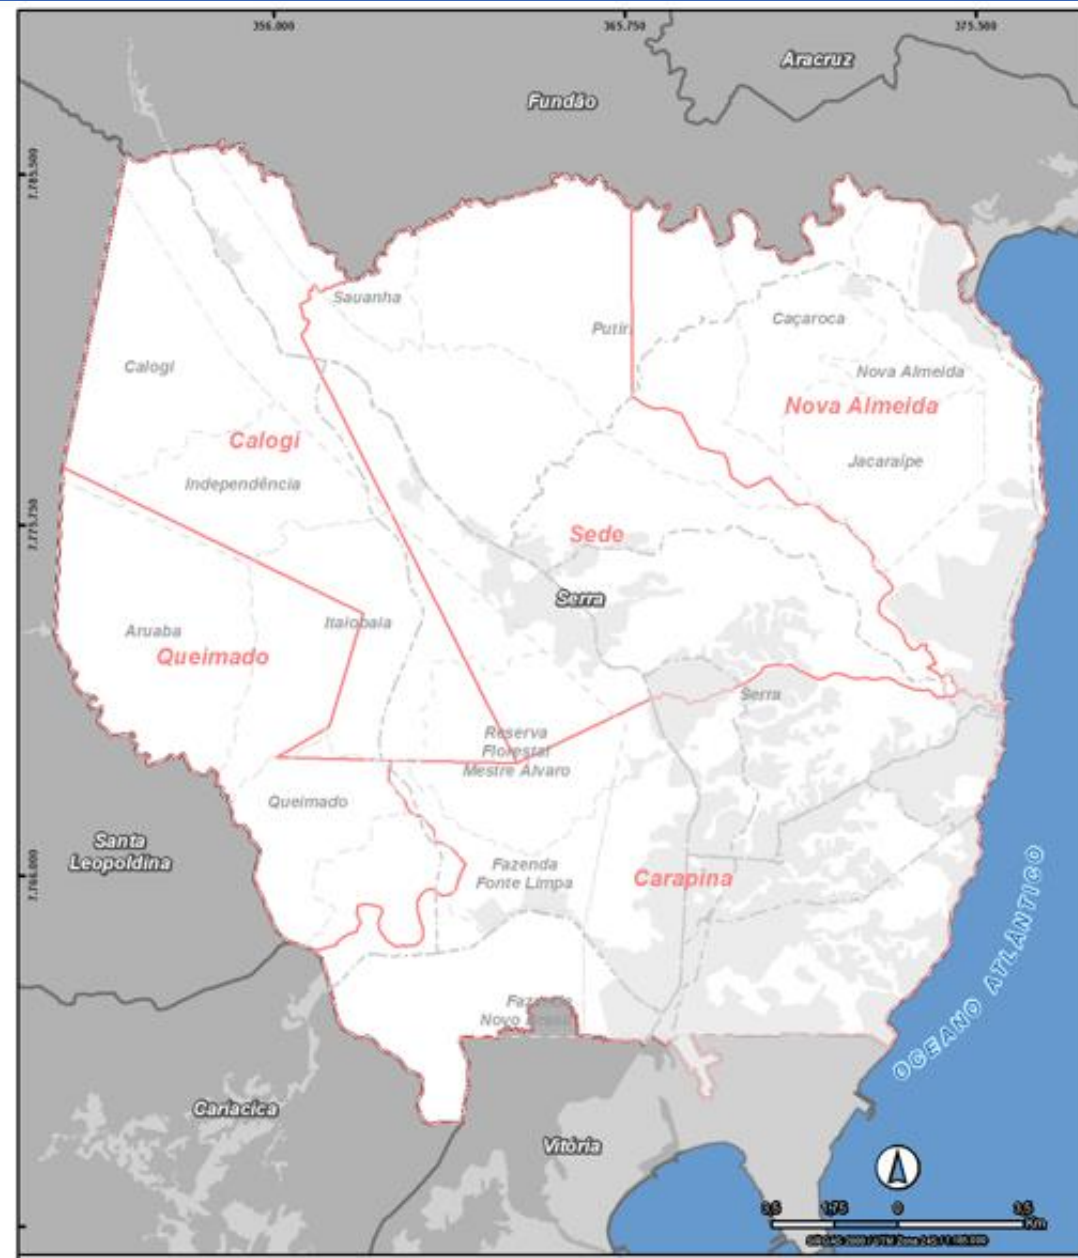 356.000
365.750
375.500
Aracruz
Fundão
7.785.500
Sauanha
Putiri
Caçaroca
Calogi
Nova Almeida
Nova Almeida
Calogi
Jacaraípe
Independência
7.775.750
Sede
Serra
Aruaba
Itaiobaia
Queimado
Serra
Reserva
Florestal
Mestre Álvaro
Queimado
Santa
Leopoldina
7.766.000
Fazenda
Fonte Limpa
Carapina
OCEANO ATLÂNTICO
Fazenda
Novo
Cariacica
Vitória
3,5
1,75
0
3,5
Km